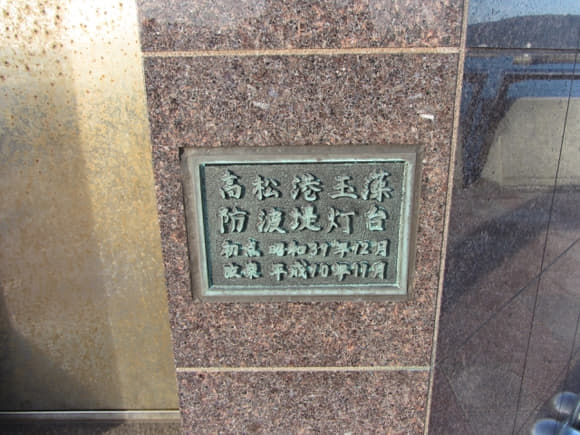 高松港玉藻
防波堤灯台
初点 昭和39年12月
改築 平成10年11月